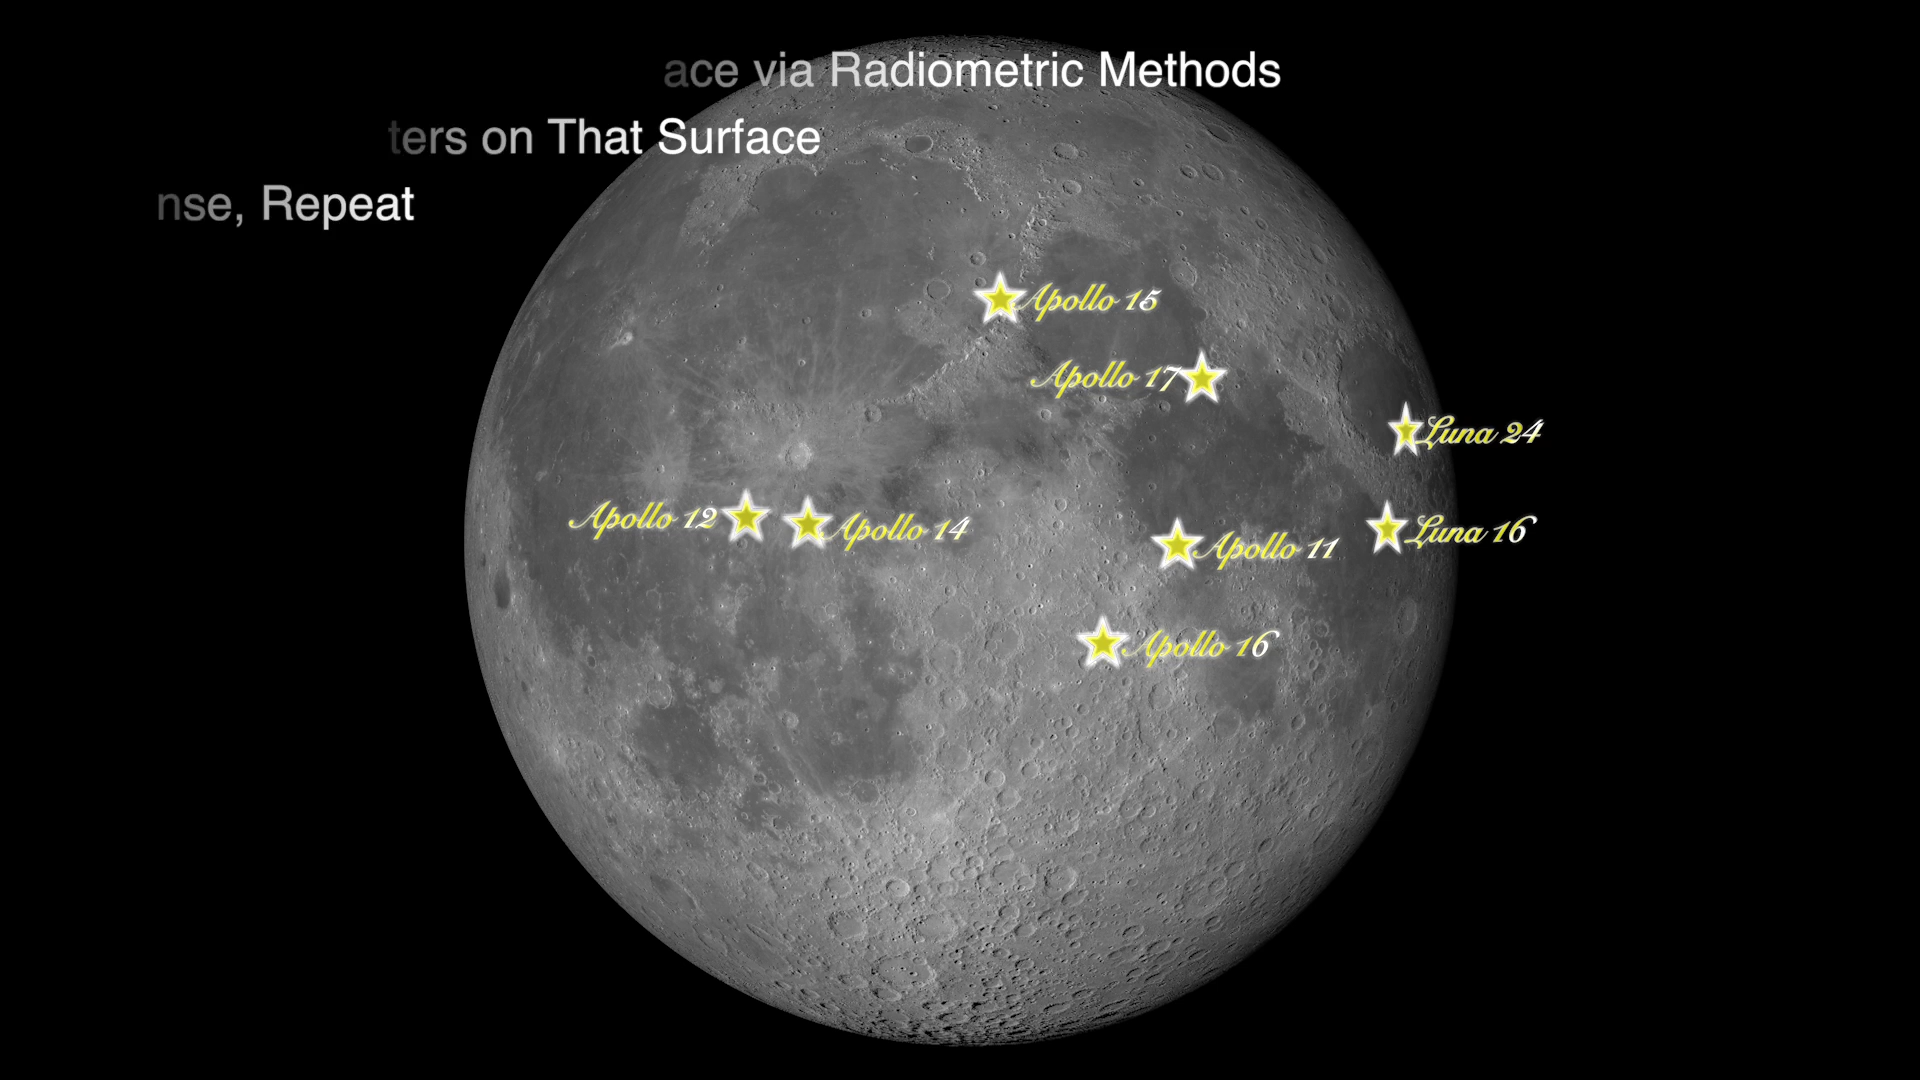 ace via Radiometric Methods
ters on That Surface
nse, Repeat
Apollo 15
Apollo 17
Luna 24
Apollo 12
Apollo 14
Apollo 11
Luna 16
Apollo 16